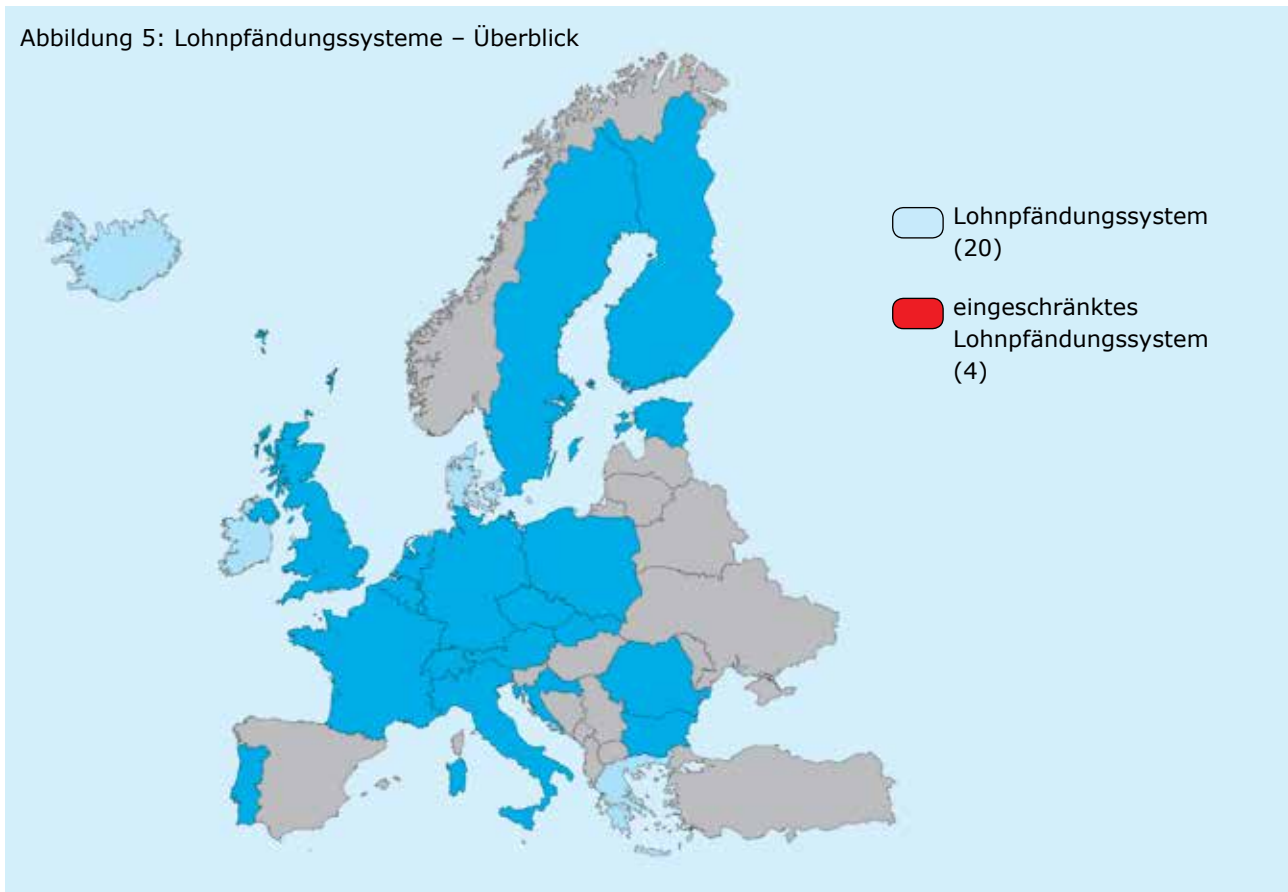 Abbildung 5: Lohnpfändungssysteme – Überblick
Lohnpfändungssystem
(20)
eingeschränktes
Lohnpfändungssystem
(4)